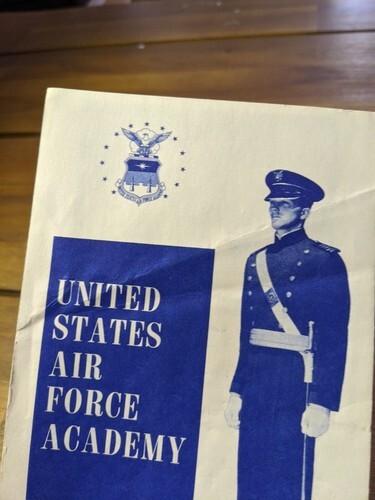 UNITED
STATES
AIR
FORCE
ACADEMY